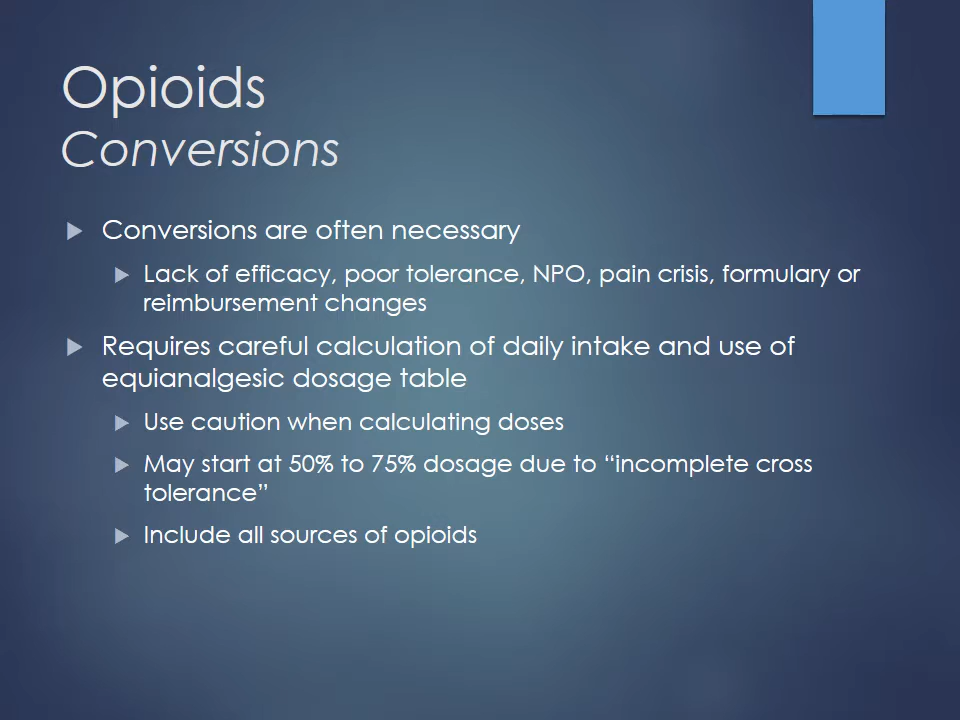 Opioids
Conversions
Conversions are often necessary
Lack of efficacy, poor tolerance, NPO, pain crisis, formulary or
reimbursement changes
Requires careful calculation of daily intake and use of
equianalgesic dosage table
Use caution when calculating doses
May start at 50% to 75% dosage due to “incomplete cross
tolerance”
Include all sources of opioids